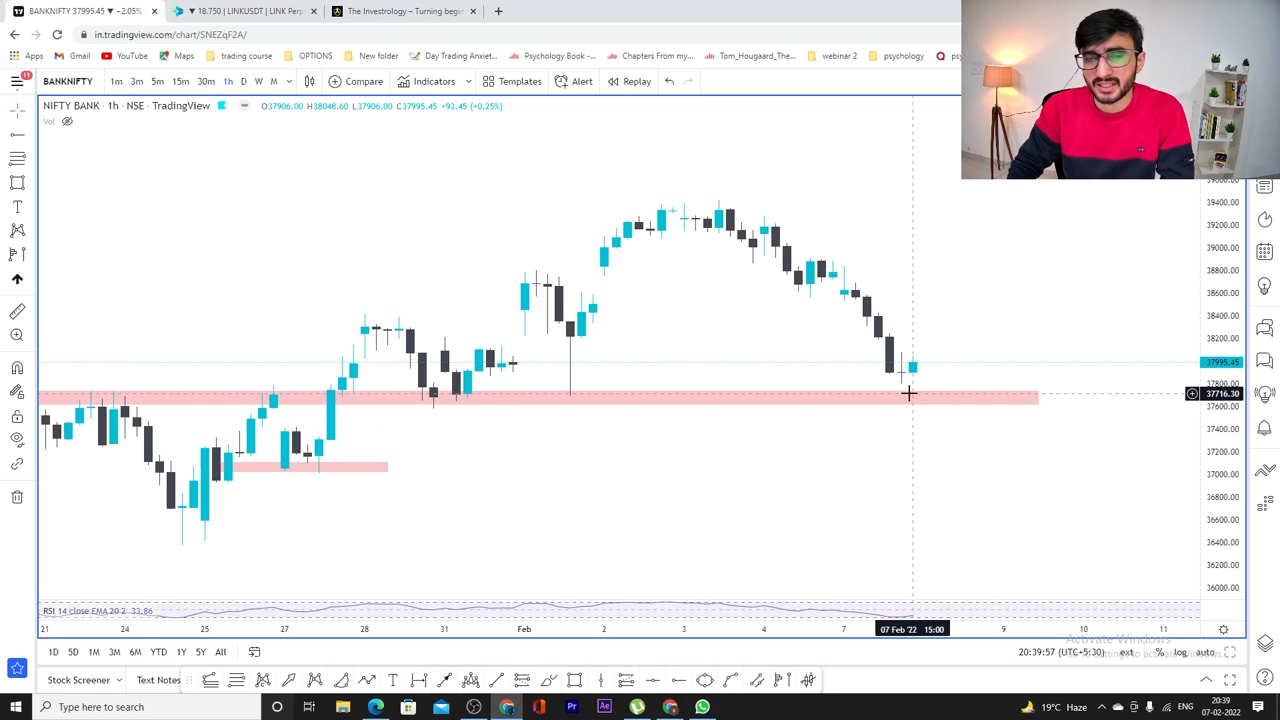 BANKNIFTY 37995.45 ▼ −2.05%
▼ 18.750 | LINKUSDT | LINK Perp
The Investrology – Turning begi
in.tradingview.com/chart/SNEZqF2A/
Apps
Gmail
YouTube
Maps
trading course
OPTIONS
New folder
Day Trading Anxiet...
Psychology Book -...
Chapters From my...
Tom_Hougaard_The...
webinar 2
psychology
psy
11
BANKNIFTY
1m 3m 5m 15m 30m 1h D W M
Compare
Indicators
Templates
Alert
Replay
NIFTY BANK · 1h · NSE · TradingView
O37906.00 H38048.60 L37906.00 C37995.45 +93.45 (+0.25%)
Vol
39400.00
39200.00
39000.00
38800.00
38600.00
38400.00
38200.00
37995.45
37800.00
37716.30
37600.00
37400.00
37200.00
37000.00
36800.00
36600.00
36400.00
36200.00
36000.00
RSI 14 close EMA 20 2 33.86
21 24 25 27 28 31 Feb 2 3 4 7 07 Feb '22 15:00 9 10 11
Activate Windows
1D 5D 1M 3M 6M YTD 1Y 5Y All
20:39:57 (UTC+5:30)
ext
% log auto
Stock Screener
Text Notes
Type here to search
19°C Haze
ENG
20:39
07-02-2022